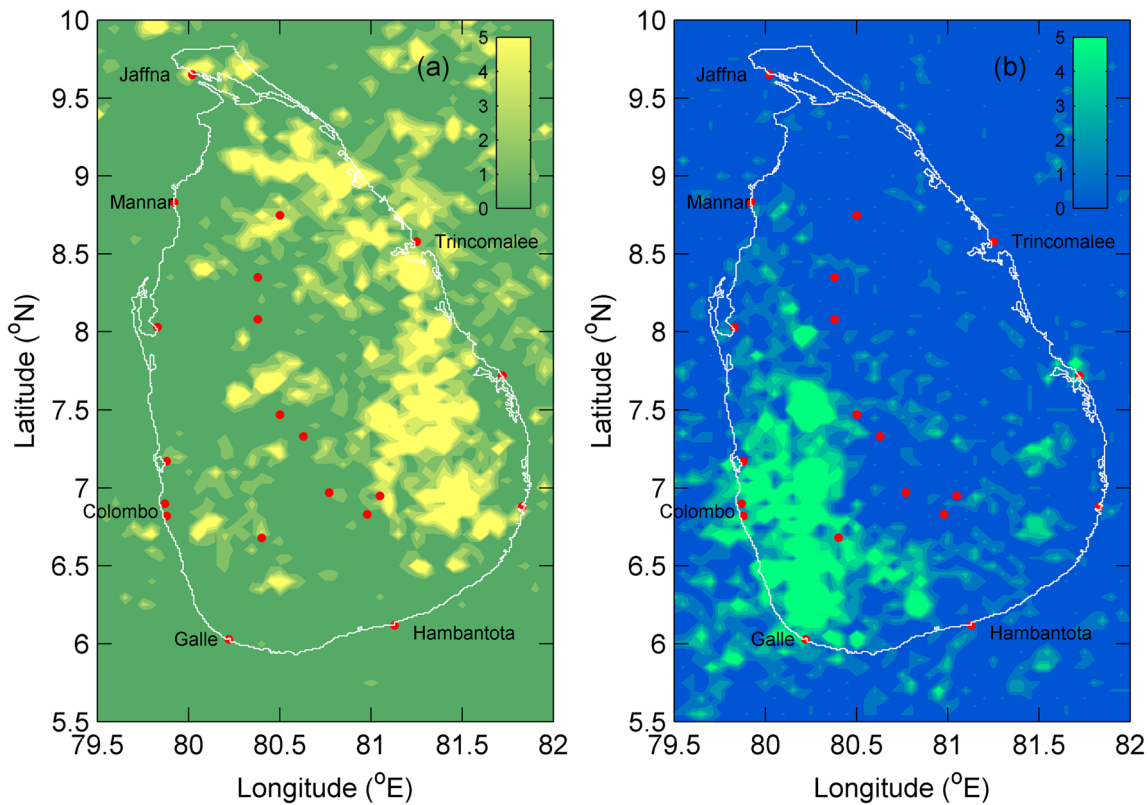 10
9.5
9
8.5
8
7.5
7
6.5
6
5.5
79.5 80 80.5 81 81.5 82
Latitude (°N)
Longitude (°E)
(a)
5
4
3
2
1
0
Jaffna
Mannar
Trincomalee
Colombo
Galle
Hambantota
10
9.5
9
8.5
8
7.5
7
6.5
6
5.5
79.5 80 80.5 81 81.5 82
Latitude (°N)
Longitude (°E)
(b)
5
4
3
2
1
0
Jaffna
Mannar
Trincomalee
Colombo
Galle
Hambantota